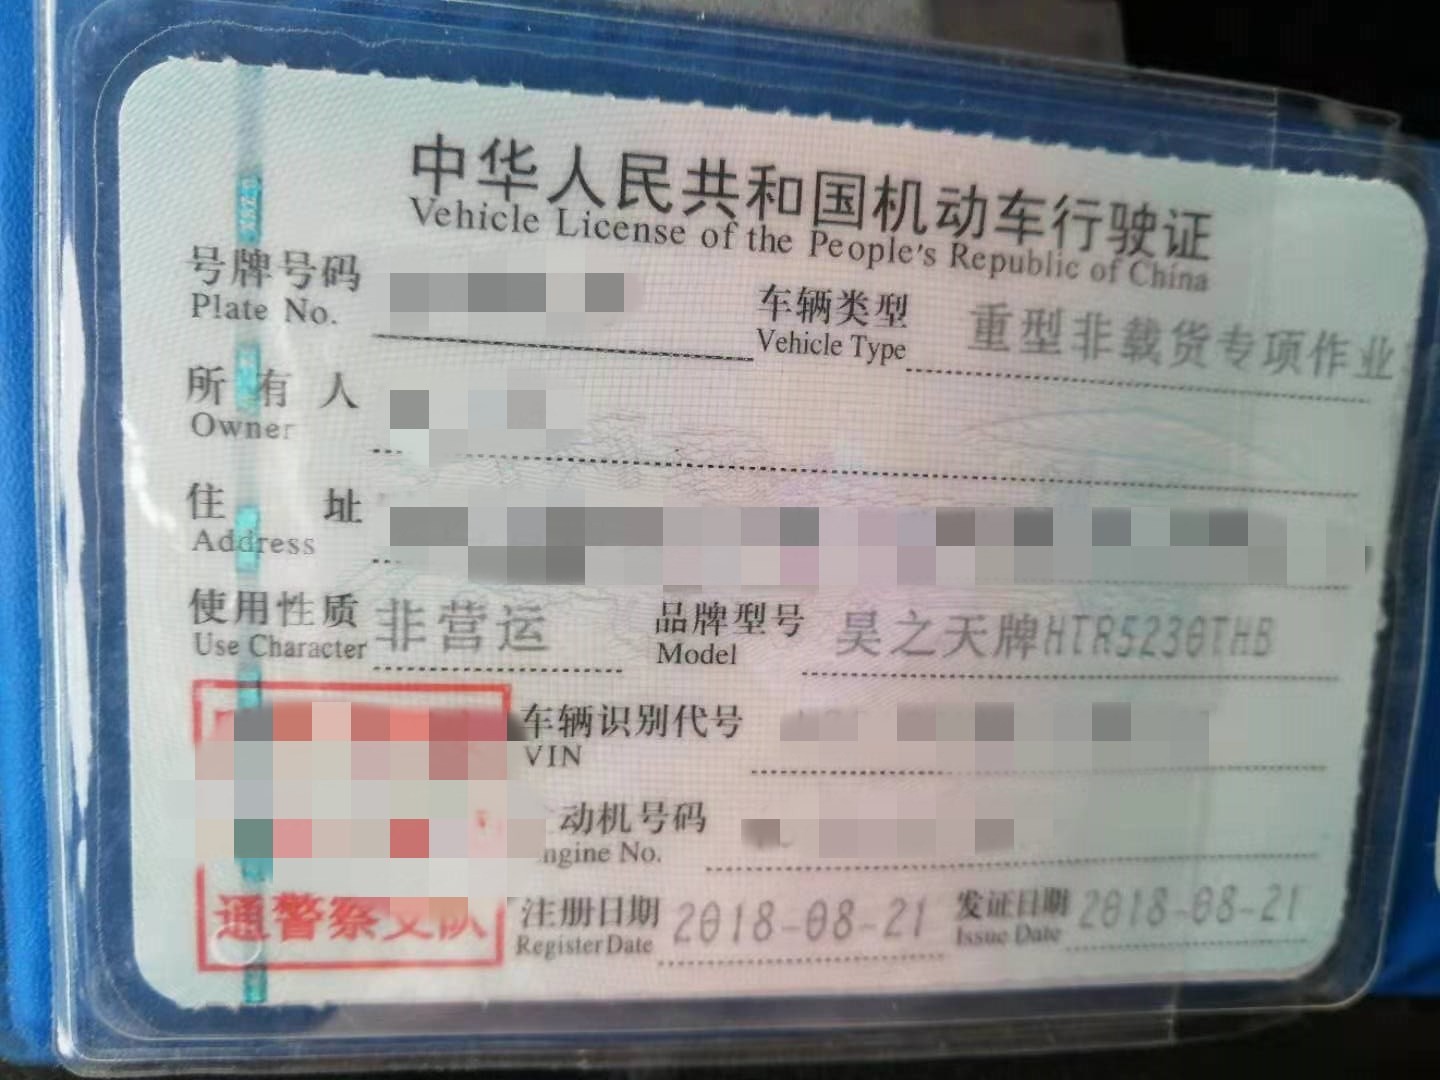 中华人民共和国机动车行驶证
Vehicle License of the People's Republic of China
号牌号码
Plate No.
车辆类型 重型非载货专项作业
Vehicle Type
所有人
Owner
住址
Address
使用性质 非营运 品牌型号 昊之天牌HTR5230THB
Use Character Model
车辆识别代号
VIN
动机号码
ngine No.
通警察支队
注册日期 2018-08-21 发证日期 2018-08-21
Register Date Issue Date